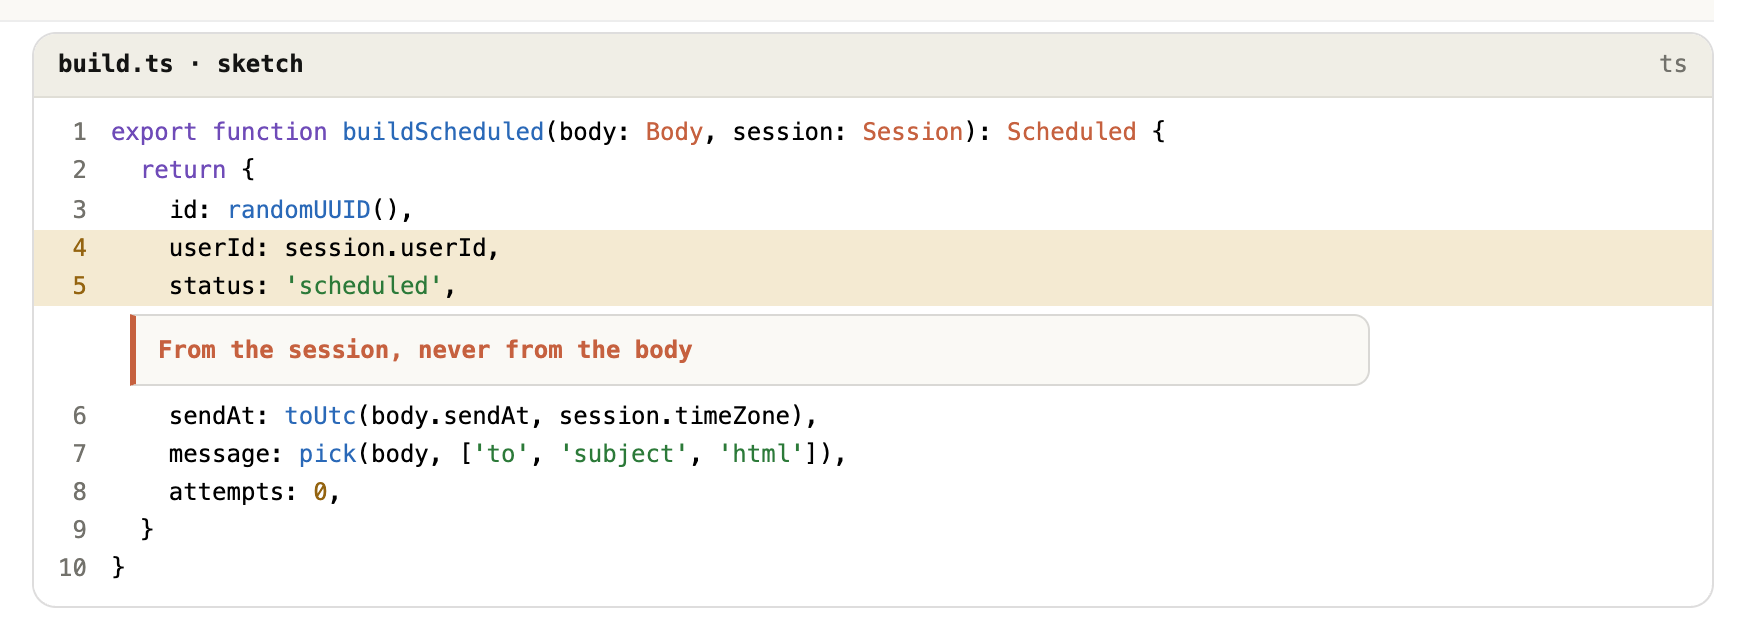 build.ts · sketch ts
1 export function buildScheduled(body: Body, session: Session): Scheduled {
2   return {
3     id: randomUUID(),
4     userId: session.userId,
5     status: 'scheduled',
From the session, never from the body
6     sendAt: toUtc(body.sendAt, session.timeZone),
7     message: pick(body, ['to', 'subject', 'html']),
8     attempts: 0,
9   }
10 }